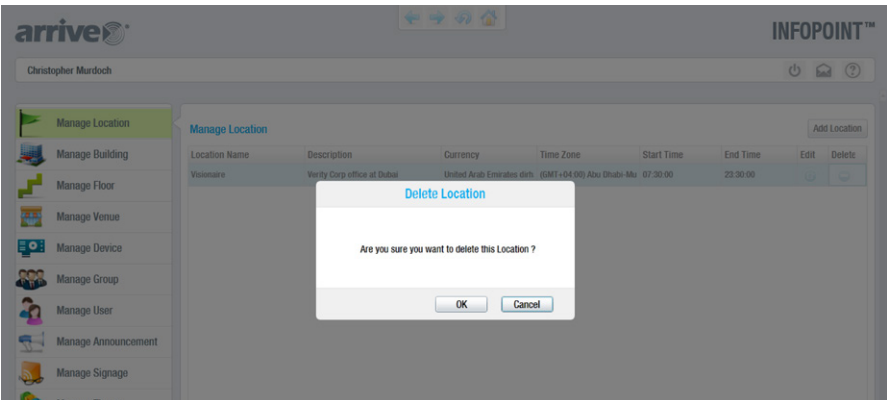 arrive
INFOPOINT™
Christopher Murdoch
Manage Location
Manage Building
Manage Floor
Manage Venue
Manage Device
Manage Group
Manage User
Manage Announcement
Manage Signage
Manage Location
Add Location
Location Name Description Currency Time Zone Start Time End Time Edit Delete
Visionaire Verity Corp office at Dubai United Arab Emirates dirh (GMT+04:00) Abu Dhabi-Mu 07:30:00 23:30:00
Delete Location
Are you sure you want to delete this Location ?
OK Cancel